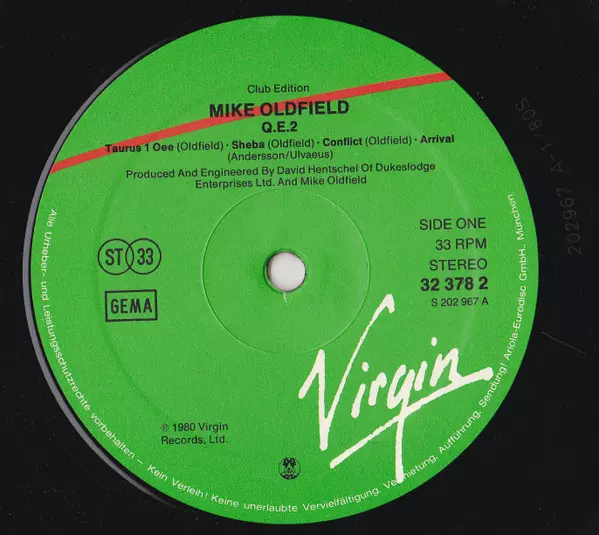 Club Edition
MIKE OLDFIELD
Q.E.2
Taurus 1 Oee (Oldfield) · Sheba (Oldfield) · Conflict (Oldfield) · Arrival
(Andersson/Ulvaeus)
Produced And Engineered By David Hentschel Of Dukeslodge
Enterprises Ltd. And Mike Oldfield
SIDE ONE
33 RPM
STEREO
32 378 2
S 202 967 A
ST 33
GEMA
Virgin
℗ 1980 Virgin
Records, Ltd.
Alle Urheber- und Leistungsschutzrechte vorbehalten – Kein Verleih! Keine unerlaubte Vervielfältigung, Vermietung, Aufführung, Sendung! Ariola-Eurodisc GmbH., München
202967 A-1/80S